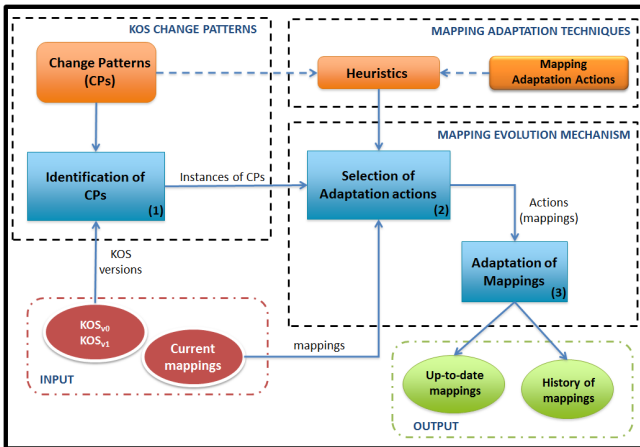 KOS CHANGE PATTERNS
MAPPING ADAPTATION TECHNIQUES
Change Patterns
(CPs)
Heuristics
Mapping
Adaptation Actions
MAPPING EVOLUTION MECHANISM
Identification of
CPs
(1)
Instances of CPs
Selection of
Adaptation actions
(2)
Actions
(mappings)
KOS
versions
Adaptation of
Mappings
(3)
KOSv0
KOSv1
Current
mappings
mappings
INPUT
Up-to-date
mappings
History of
mappings
OUTPUT